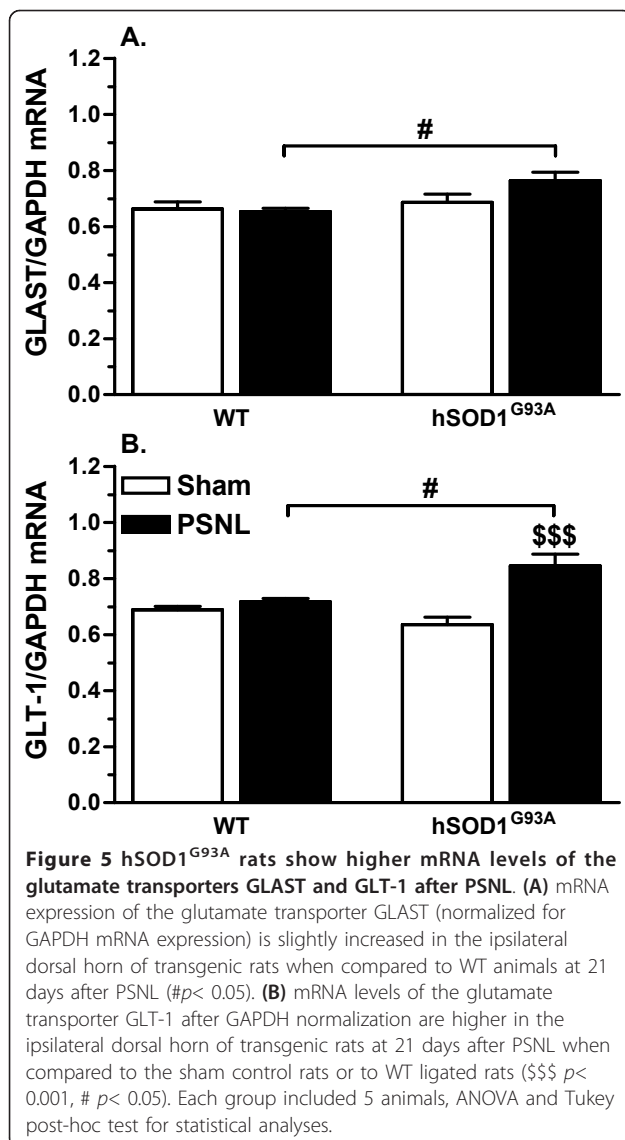 A.
GLAST/GAPDH mRNA
1.2
1.0
0.8
0.6
0.4
0.2
0.0
#
WT
hSOD1G93A
B.
GLT-1/GAPDH mRNA
1.2
1.0
0.8
0.6
0.4
0.2
0.0
Sham
PSNL
#
$$$
WT
hSOD1G93A
Figure 5 hSOD1G93A rats show higher mRNA levels of the
glutamate transporters GLAST and GLT-1 after PSNL. (A) mRNA
expression of the glutamate transporter GLAST (normalized for
GAPDH mRNA expression) is slightly increased in the ipsilateral
dorsal horn of transgenic rats when compared to WT animals at 21
days after PSNL (#p< 0.05). (B) mRNA levels of the glutamate
transporter GLT-1 after GAPDH normalization are higher in the
ipsilateral dorsal horn of transgenic rats at 21 days after PSNL when
compared to the sham control rats or to WT ligated rats ($$$ p<
0.001, # p< 0.05). Each group included 5 animals, ANOVA and Tukey
post-hoc test for statistical analyses.